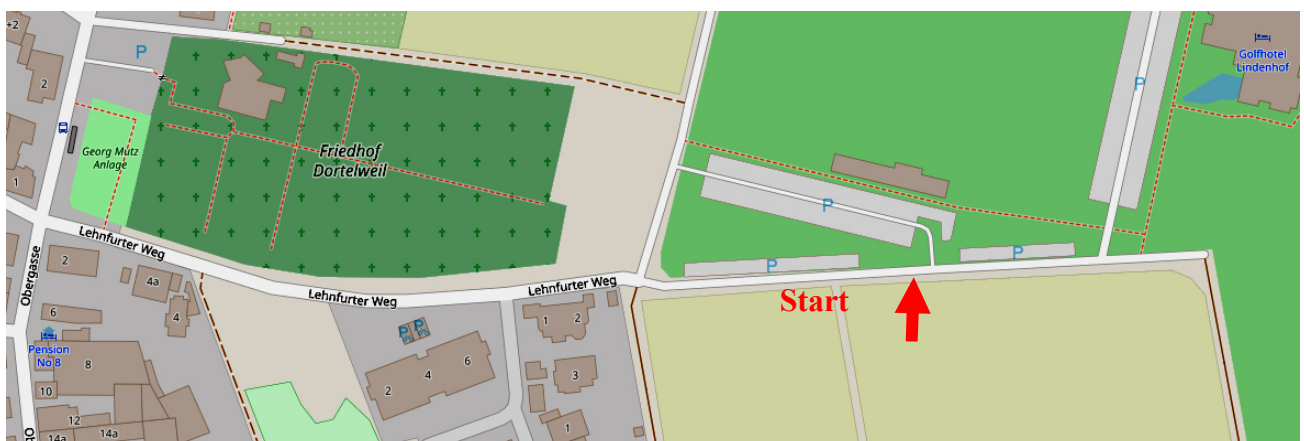 +2
P
2
Georg Mutz
Anlage
1
Friedhof
Dortelweil
Golfhotel
Lindenhof
P
P
P
P
Start
Lehnfurter Weg
Lehnfurter Weg
Lehnfurter Weg
Obergasse
2
4a
4
6
Pension
No 8
8
10
12
14a
14a
P
P
2
4
6
1
2
3
1